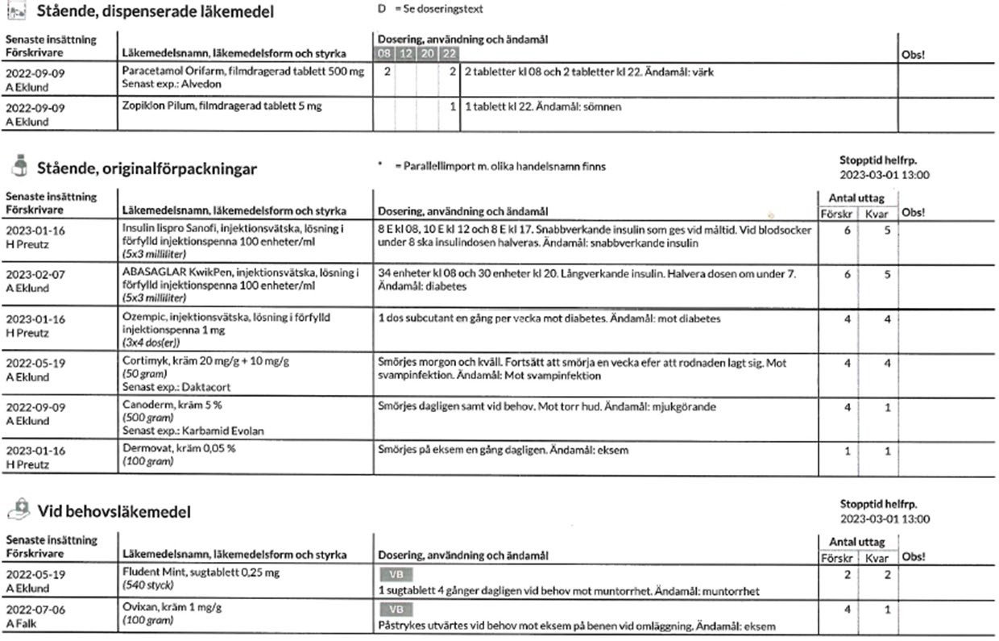 Stående, dispenserade läkemedel
D = Se doseringstext
Senaste insättning
Förskrivare
Läkemedelsnamn, läkemedelsform och styrka
Dosering, användning och ändamål
08 12 20 22
Obs!
2022-09-09
A Eklund
Paracetamol Orifarm, filmdragerad tablett 500 mg
Senast exp.: Alvedon
2 2 2 tabletter kl 08 och 2 tabletter kl 22. Ändamål: värk
2022-09-09
A Eklund
Zopiklon Pilum, filmdragerad tablett 5 mg
1 1 tablett kl 22. Ändamål: sömnen
Stående, originalförpackningar
* = Parallellimport m. olika handelsnamn finns
Stopptid helfrp.
2023-03-01 13:00
Senaste insättning
Förskrivare
Läkemedelsnamn, läkemedelsform och styrka
Dosering, användning och ändamål
Antal uttag
Förskr Kvar
Obs!
2023-01-16
H Preutz
Insulin lispro Sanofi, injektionsvätska, lösning i
förfylld injektionspenna 100 enheter/ml
(5x3 milliliter)
8 E kl 08, 10 E kl 12 och 8 E kl 17. Snabbverkande insulin som ges vid måltid. Vid blodsocker
under 8 ska insulindosen halveras. Ändamål: snabbverkande insulin
6 5
2023-02-07
A Eklund
ABASAGLAR KwikPen, injektionsvätska, lösning i
förfylld injektionspenna 100 enheter/ml
(5x3 milliliter)
34 enheter kl 08 och 30 enheter kl 20. Långverkande insulin. Halvera dosen om under 7.
Ändamål: diabetes
6 5
2023-01-16
H Preutz
Ozempic, injektionsvätska, lösning i förfylld
injektionspenna 1 mg
(3x4 dos(er))
1 dos subcutant en gång per vecka mot diabetes. Ändamål: mot diabetes
4 4
2022-05-19
A Eklund
Cortimyk, kräm 20 mg/g + 10 mg/g
(50 gram)
Senast exp.: Daktacort
Smörjes morgon och kväll. Fortsätt att smörja en vecka efer att rodnaden lagt sig. Mot
svampinfektion. Ändamål: Mot svampinfektion
4 4
2022-09-09
A Eklund
Canoderm, kräm 5 %
(500 gram)
Senast exp.: Karbamid Evolan
Smörjes dagligen samt vid behov. Mot torr hud. Ändamål: mjukgörande
4 1
2023-01-16
H Preutz
Dermovat, kräm 0,05 %
(100 gram)
Smörjes på eksem en gång dagligen. Ändamål: eksem
1 1
Vid behovsläkemedel
Stopptid helfrp.
2023-03-01 13:00
Senaste insättning
Förskrivare
Läkemedelsnamn, läkemedelsform och styrka
Dosering, användning och ändamål
Antal uttag
Förskr Kvar
Obs!
2022-05-19
A Eklund
Fludent Mint, sugtablett 0,25 mg
(540 styck)
VB
1 sugtablett 4 gånger dagligen vid behov mot muntorrhet. Ändamål: muntorrhet
2 2
2022-07-06
A Falk
Ovixan, kräm 1 mg/g
(100 gram)
VB
Påstrykes utvärtes vid behov mot eksem på benen vid omläggning. Ändamål: eksem
4 1